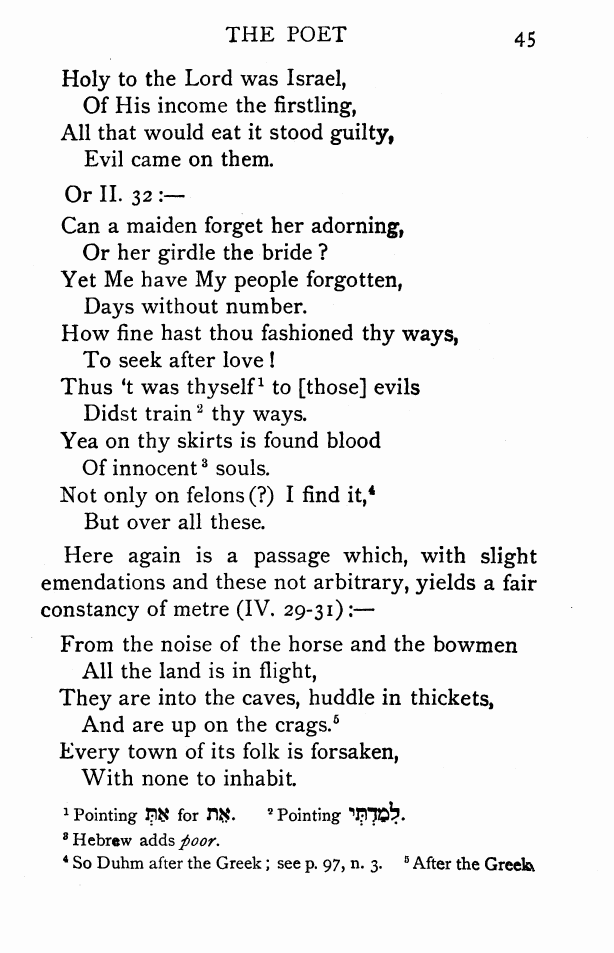 THE POET 45
Holy to the Lord was Israel,
Of His income the firstling,
All that would eat it stood guilty,
Evil came on them.
Or II. 32 :—
Can a maiden forget her adorning,
Or her girdle the bride ?
Yet Me have My people forgotten,
Days without number.
How fine hast thou fashioned thy ways,
To seek after love !
Thus 't was thyself¹ to [those] evils
Didst train² thy ways.
Yea on thy skirts is found blood
Of innocent³ souls.
Not only on felons (?) I find it,⁴
But over all these.
Here again is a passage which, with slight
emendations and these not arbitrary, yields a fair
constancy of metre (IV. 29-31) :—
From the noise of the horse and the bowmen
All the land is in flight,
They are into the caves, huddle in thickets,
And are up on the crags.⁵
Every town of its folk is forsaken,
With none to inhabit.
¹ Pointing אַתְּ for אֶת. ² Pointing לִמַּדְתִּי.
³ Hebrew adds poor.
⁴ So Duhm after the Greek ; see p. 97, n. 3. ⁵ After the Greek.